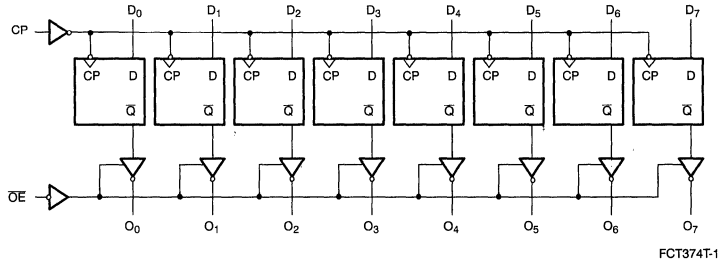 D₀ D₁ D₂ D₃ D₄ D₅ D₆ D₇
CP
CP D CP D CP D CP D CP D CP D CP D CP D
Q̅ Q̅ Q̅ Q̅ Q̅ Q̅ Q̅ Q̅
O̅E̅
O₀ O₁ O₂ O₃ O₄ O₅ O₆ O₇
FCT374T-1